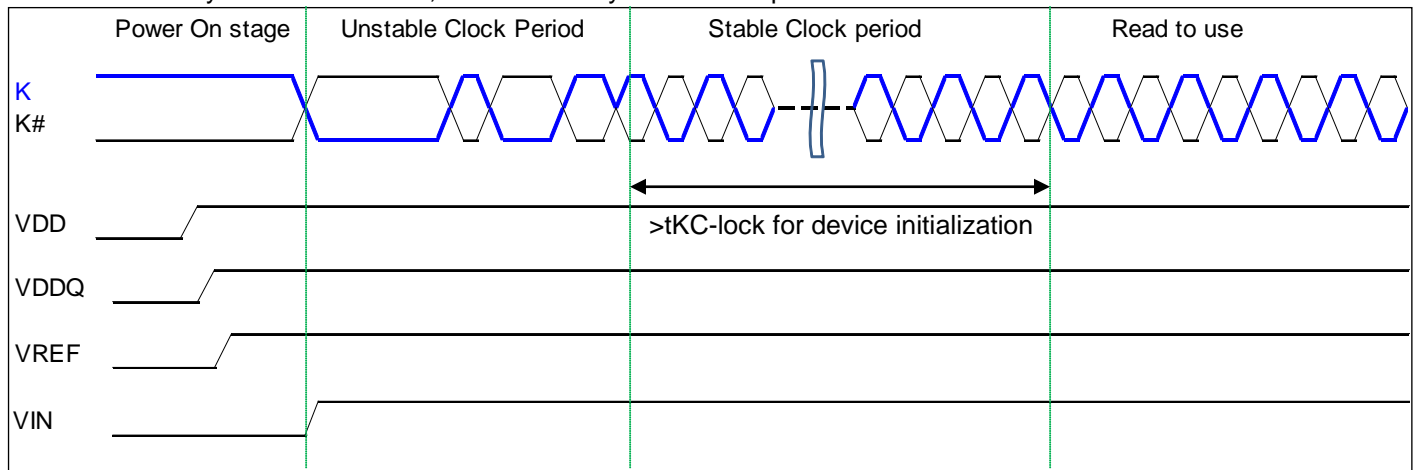 Power On stage Unstable Clock Period Stable Clock period Read to use
K
K#
VDD
>tKC-lock for device initialization
VDDQ
VREF
VIN